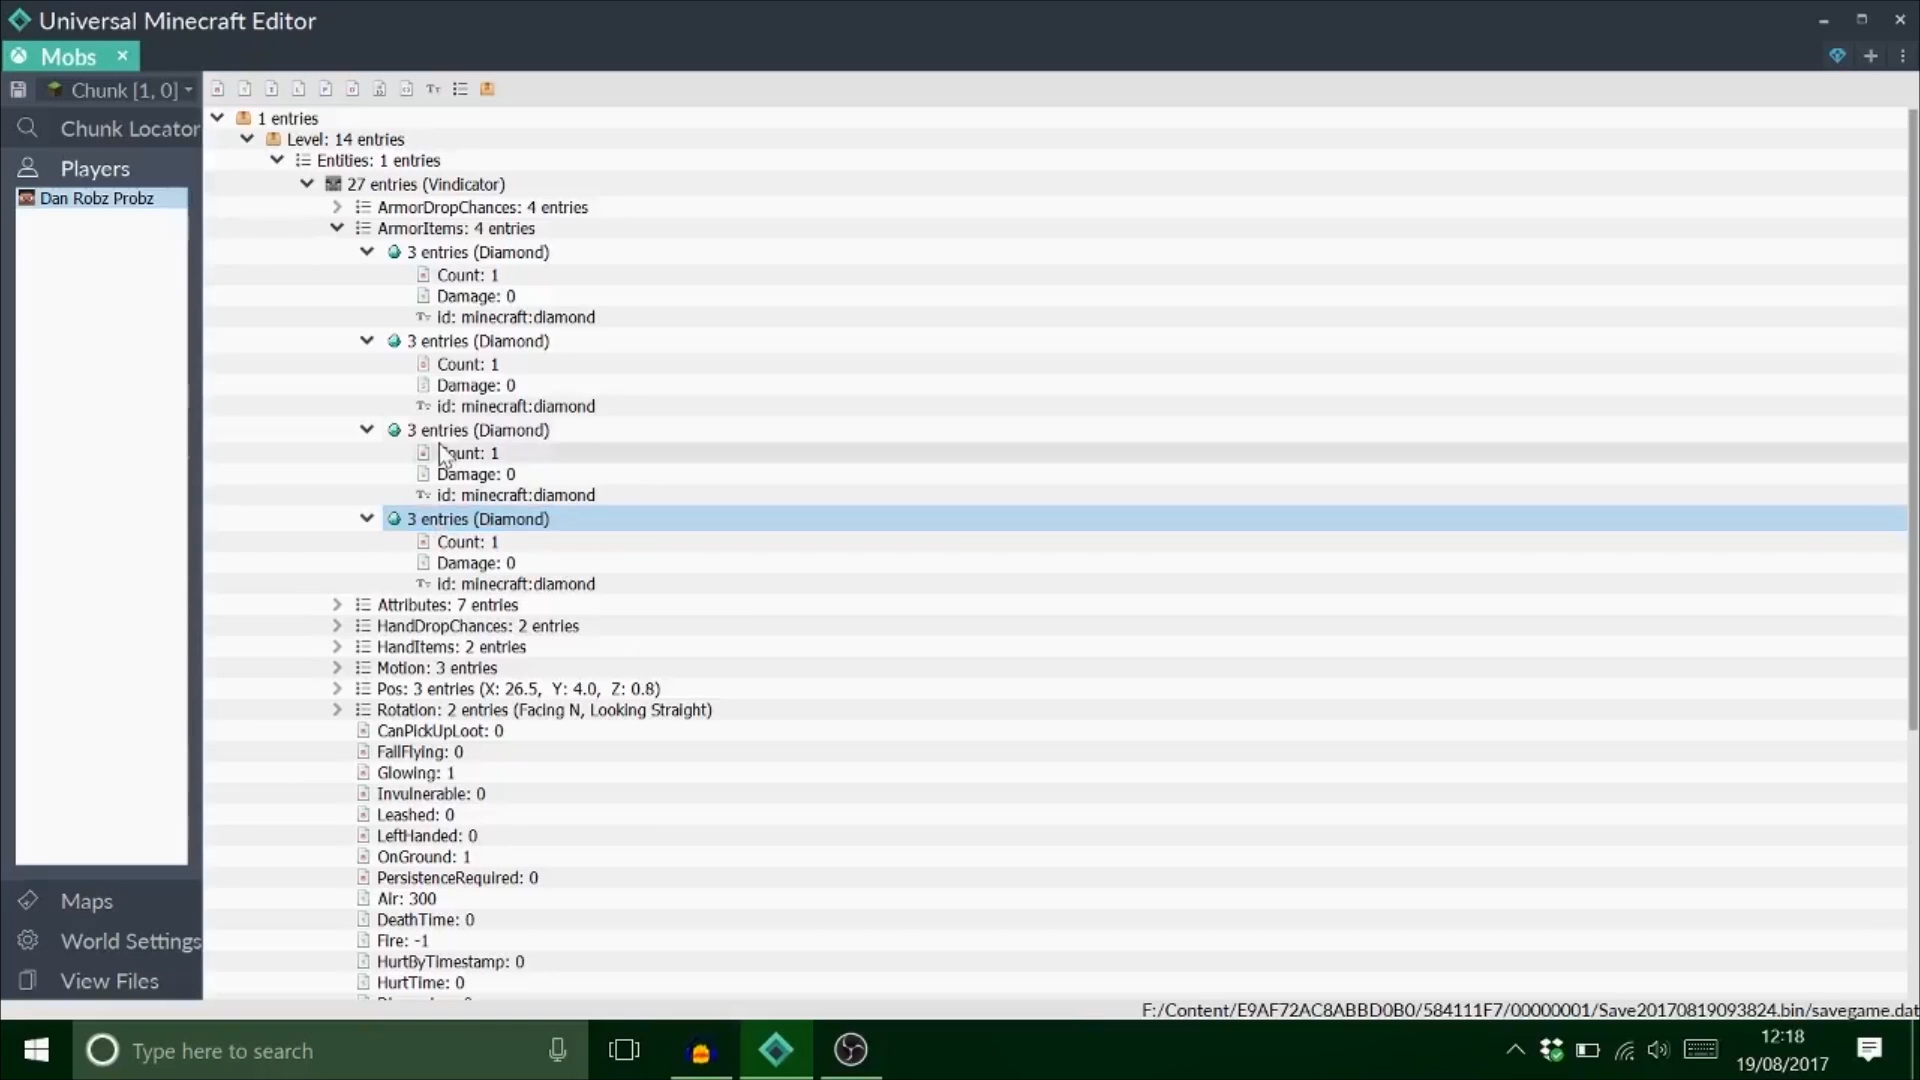 Universal Minecraft Editor
Mobs
Chunk [1, 0]
Chunk Locator
Players
Dan Robz Probz
1 entries
Level: 14 entries
Entities: 1 entries
27 entries (Vindicator)
ArmorDropChances: 4 entries
ArmorItems: 4 entries
3 entries (Diamond)
Count: 1
Damage: 0
id: minecraft:diamond
3 entries (Diamond)
Count: 1
Damage: 0
id: minecraft:diamond
3 entries (Diamond)
ount: 1
Damage: 0
id: minecraft:diamond
3 entries (Diamond)
Count: 1
Damage: 0
id: minecraft:diamond
Attributes: 7 entries
HandDropChances: 2 entries
HandItems: 2 entries
Motion: 3 entries
Pos: 3 entries (X: 26.5, Y: 4.0, Z: 0.8)
Rotation: 2 entries (Facing N, Looking Straight)
CanPickUpLoot: 0
FallFlying: 0
Glowing: 1
Invulnerable: 0
Leashed: 0
LeftHanded: 0
OnGround: 1
PersistenceRequired: 0
Air: 300
DeathTime: 0
Fire: -1
HurtByTimestamp: 0
HurtTime: 0
Maps
World Settings
View Files
F:/Content/E9AF72AC8ABBD0B0/584111F7/00000001/Save20170819093824.bin/savegame.dat
Type here to search
12:18
19/08/2017